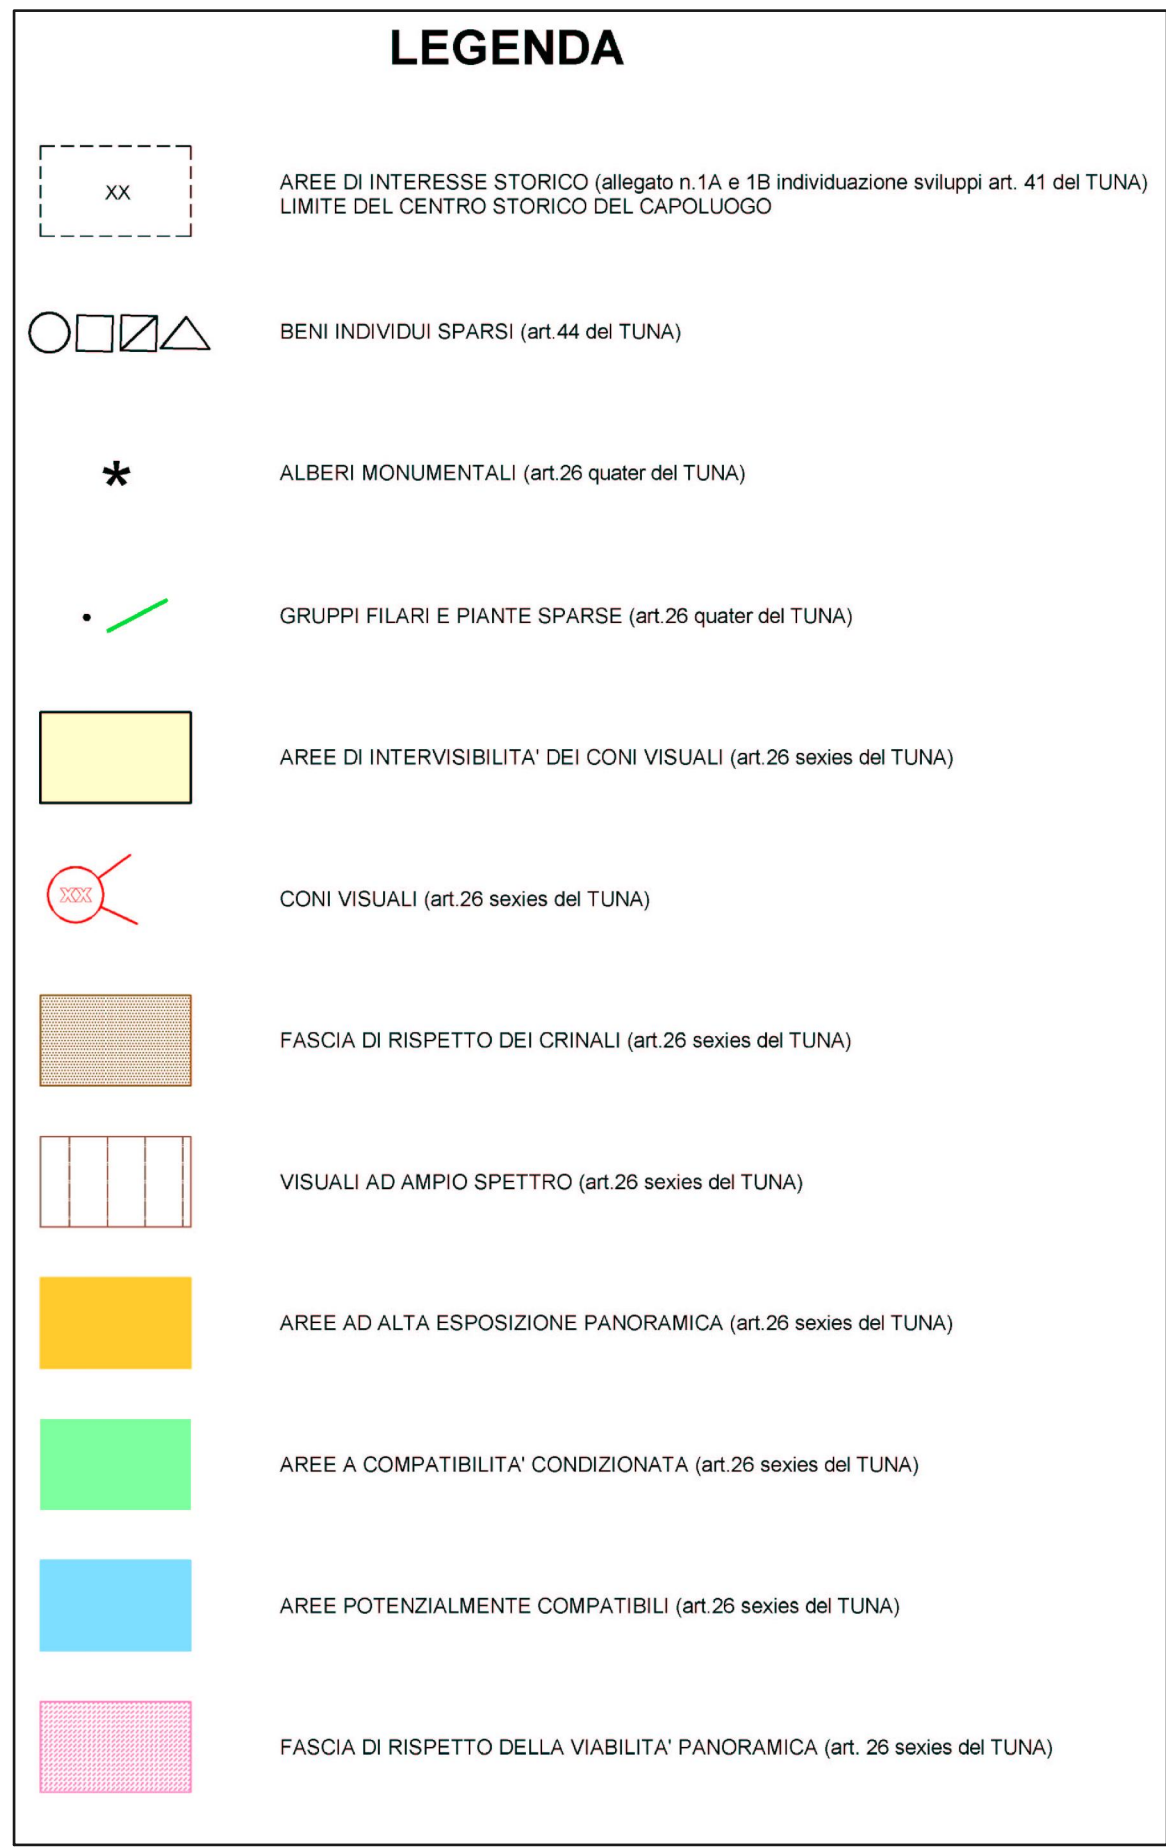 LEGENDA
XX
AREE DI INTERESSE STORICO (allegato n.1A e 1B individuazione sviluppi art. 41 del TUNA)
LIMITE DEL CENTRO STORICO DEL CAPOLUOGO
BENI INDIVIDUI SPARSI (art.44 del TUNA)
*
ALBERI MONUMENTALI (art.26 quater del TUNA)
GRUPPI FILARI E PIANTE SPARSE (art.26 quater del TUNA)
AREE DI INTERVISIBILITA' DEI CONI VISUALI (art.26 sexies del TUNA)
XX
CONI VISUALI (art.26 sexies del TUNA)
FASCIA DI RISPETTO DEI CRINALI (art.26 sexies del TUNA)
VISUALI AD AMPIO SPETTRO (art.26 sexies del TUNA)
AREE AD ALTA ESPOSIZIONE PANORAMICA (art.26 sexies del TUNA)
AREE A COMPATIBILITA' CONDIZIONATA (art.26 sexies del TUNA)
AREE POTENZIALMENTE COMPATIBILI (art.26 sexies del TUNA)
FASCIA DI RISPETTO DELLA VIABILITA' PANORAMICA (art. 26 sexies del TUNA)